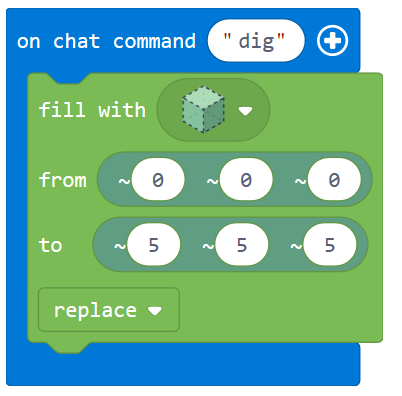 on chat command "dig"
fill with
from ~0 ~0 ~0
to ~5 ~5 ~5
replace